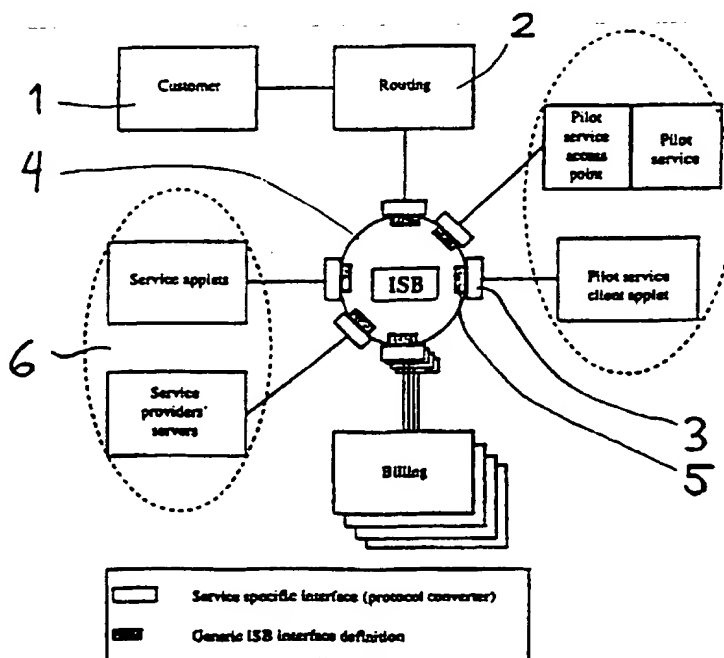 2
1
Customer
Routing
Pilot
service
access
point
Pilot
service
4
Service applets
ISB
Pilot service
client applet
6
Service
providers'
servers
3
5
Billing
Service specific interface (protocol converter)
Generic ISB interface definition